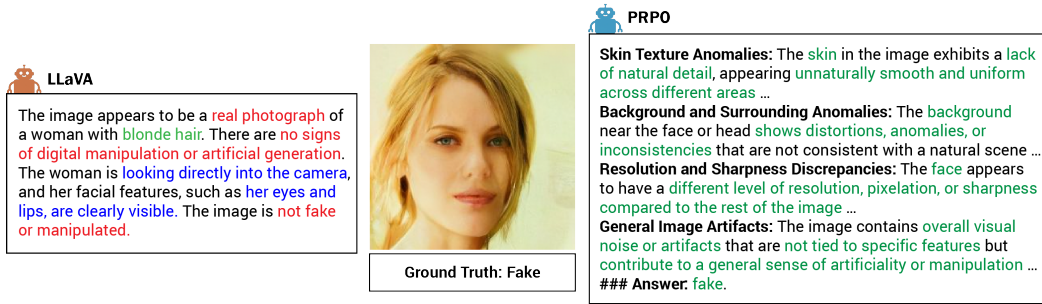 LLaVA
The image appears to be a real photograph of
a woman with blonde hair. There are no signs
of digital manipulation or artificial generation.
The woman is looking directly into the camera,
and her facial features, such as her eyes and
lips, are clearly visible. The image is not fake
or manipulated.
Ground Truth: Fake
PRPO
Skin Texture Anomalies: The skin in the image exhibits a lack
of natural detail, appearing unnaturally smooth and uniform
across different areas ...
Background and Surrounding Anomalies: The background
near the face or head shows distortions, anomalies, or
inconsistencies that are not consistent with a natural scene ...
Resolution and Sharpness Discrepancies: The face appears
to have a different level of resolution, pixelation, or sharpness
compared to the rest of the image ...
General Image Artifacts: The image contains overall visual
noise or artifacts that are not tied to specific features but
contribute to a general sense of artificiality or manipulation ...
### Answer: fake.